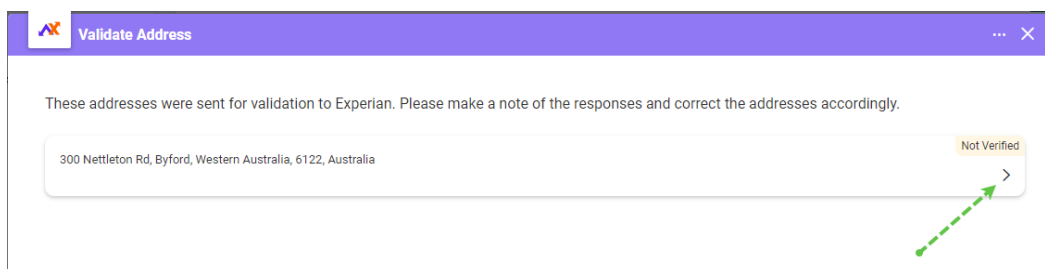 Validate Address
These addresses were sent for validation to Experian. Please make a note of the responses and correct the addresses accordingly.
Not Verified
300 Nettleton Rd, Byford, Western Australia, 6122, Australia